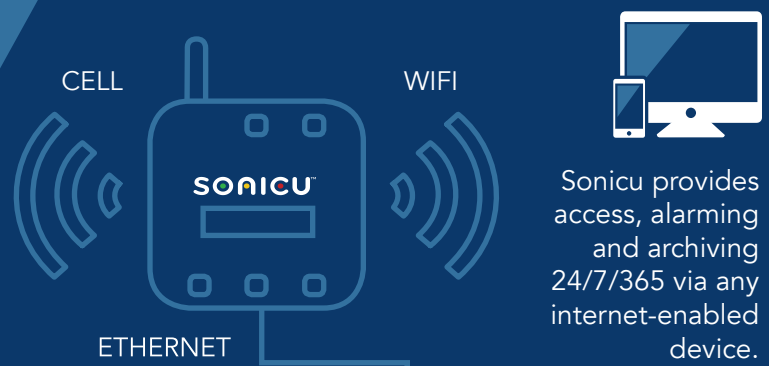 CELL
WIFI
SONICU™
ETHERNET
Sonicu provides
access, alarming
and archiving
24/7/365 via any
internet-enabled
device.